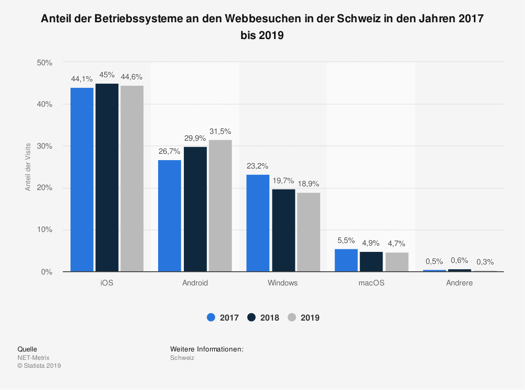 Anteil der Betriebssysteme an den Webbesuchen in der Schweiz in den Jahren 2017
bis 2019
50%
40%
30%
20%
10%
0%
Anteil der Visits
44,1% 45% 44,6%
26,7% 29,9% 31,5%
23,2% 19,7% 18,9%
5,5% 4,9% 4,7%
0,5% 0,6% 0,3%
iOS Android Windows macOS Andrere
2017 2018 2019
Quelle
NET-Metrix
© Statista 2019
Weitere Informationen:
Schweiz